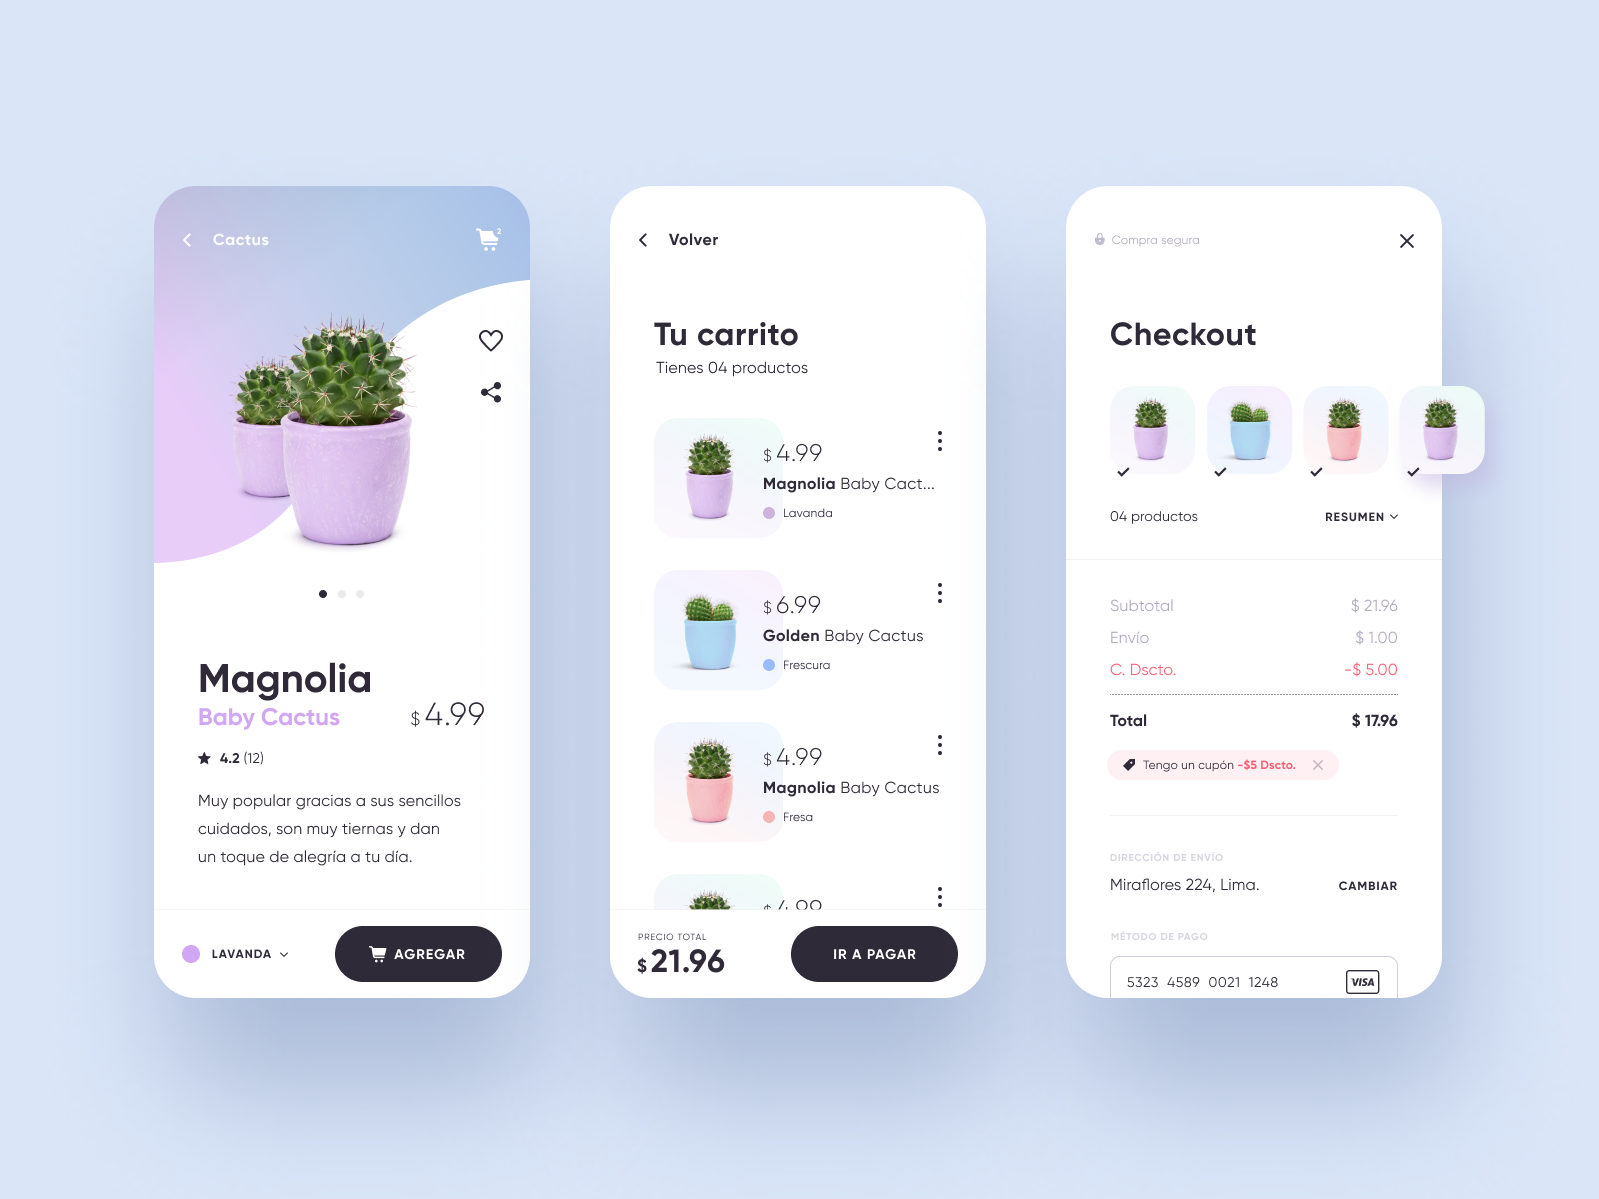 Cactus
2
Magnolia
Baby Cactus
$ 4.99
4.2 (12)
Muy popular gracias a sus sencillos
cuidados, son muy tiernas y dan
un toque de alegría a tu día.
LAVANDA
AGREGAR
Volver
Tu carrito
Tienes 04 productos
$ 4.99
Magnolia Baby Cact...
Lavanda
$ 6.99
Golden Baby Cactus
Frescura
$ 4.99
Magnolia Baby Cactus
Fresa
$ 4.99
PRECIO TOTAL
$ 21.96
IR A PAGAR
Compra segura
Checkout
04 productos
RESUMEN
Subtotal $ 21.96
Envío $ 1.00
C. Dscto. -$ 5.00
Total $ 17.96
Tengo un cupón -$5 Dscto.
DIRECCIÓN DE ENVÍO
Miraflores 224, Lima.
CAMBIAR
MÉTODO DE PAGO
5323 4589 0021 1248
VISA